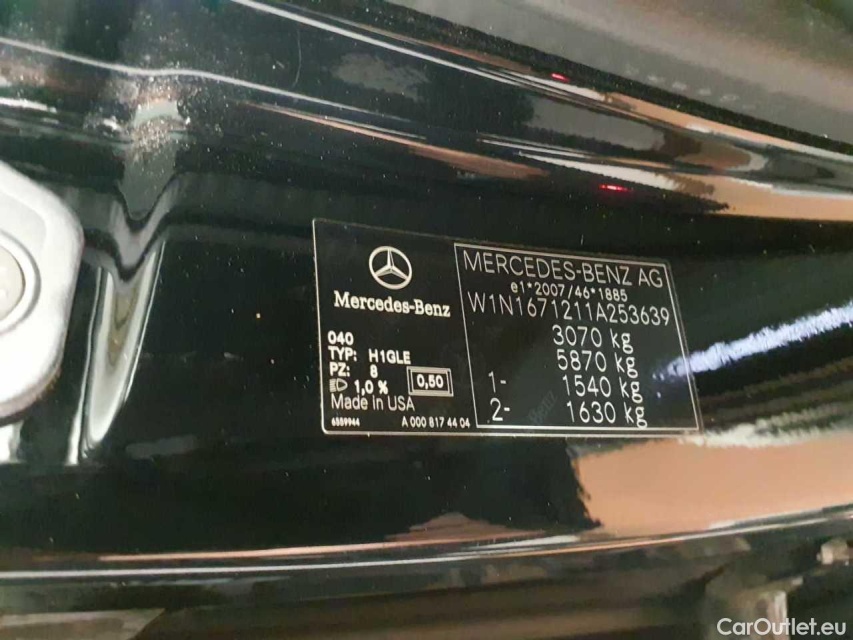 Mercedes-Benz
040
TYP: H1GLE
PZ: 8
1,0 % 0,50
Made in USA
6559944 A 000 817 44 04
MERCEDES-BENZ AG
e1*2007/46*1885
W1N1671211A253639
3070 kg
5870 kg
1- 1540 kg
2- 1630 kg
CarOutlet.eu